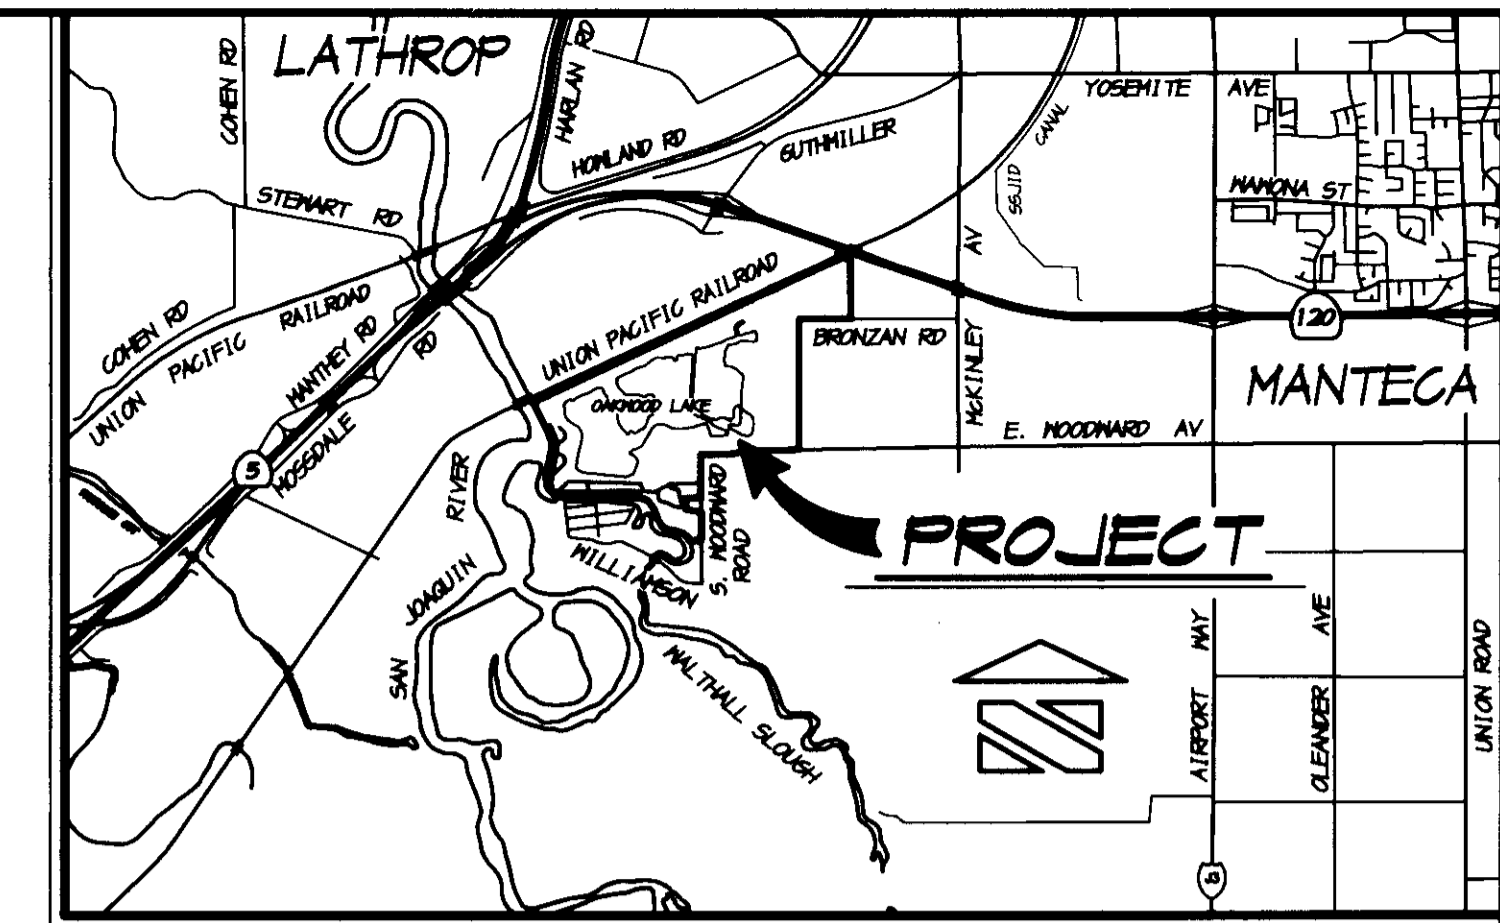 LATHROP
COHEN RD
HARLAN RD
YOSEMITE AVE
HOWLAND RD
GUTHMILLER
CANAL
SSJID
WAWONA ST
STEWART RD
AV
COHEN RD
RAILROAD
UNION PACIFIC RAILROAD
120
PACIFIC
MANTHEY RD
RD
BRONZAN RD
MCKINLEY
MANTECA
UNION
OAKWOOD LAKE
E. WOODWARD AV
MOSSDALE
5
RIVER
S. WOODWARD
ROAD
PROJECT
WILLIAMSON
JOAQUIN
SAN
WALTHALL SLOUGH
AIRPORT WAY
OLEANDER AVE
UNION ROAD